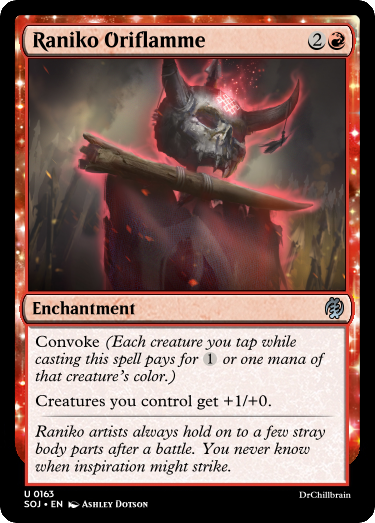 Raniko Oriflamme 2
Enchantment
Convoke (Each creature you tap while
casting this spell pays for 1 or one mana of
that creature's color.)
Creatures you control get +1/+0.
Raniko artists always hold on to a few stray
body parts after a battle. You never know
when inspiration might strike.
U 0163
SOJ • EN Ashley Dotson
DrChillbrain